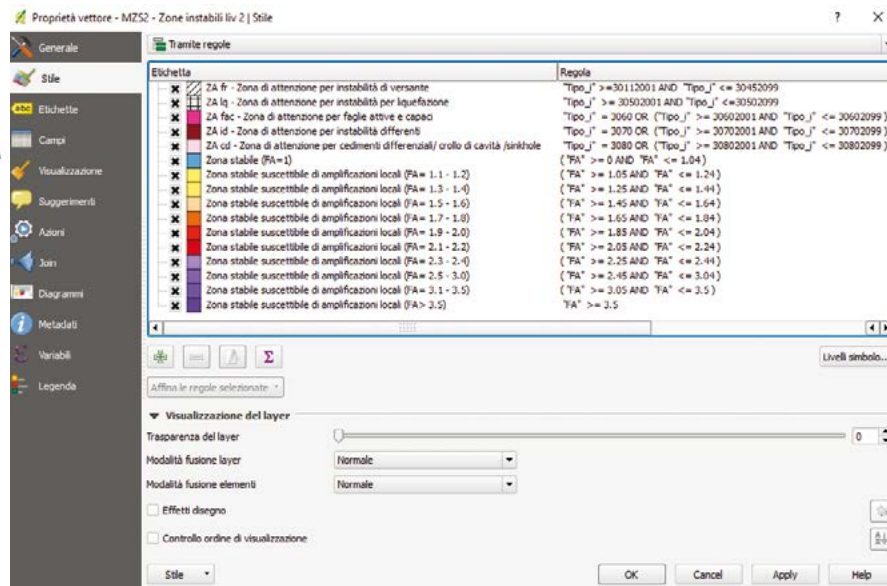 Proprietà vettore - MZS2 - Zone instabili liv 2 | Stile ? X
Generale
Stile
abc Etichette
Campi
Visualizzazione
Suggerimenti
Azioni
Join
Diagrammi
Metadati
Variabili
Legenda
Tramite regole
Etichetta Regola
ZA fr - Zona di attenzione per instabilità di versante "Tipo_i" >=30112001 AND "Tipo_i" <= 30452099
ZA lq - Zona di attenzione per instabilità per liquefazione "Tipo_i" >= 30502001 AND "Tipo_i" <=30502099
ZA fac - Zona di attenzione per faglie attive e capaci "Tipo_i" = 3060 OR ("Tipo_i" >= 30602001 AND "Tipo_i" <= 30602099)
ZA id - Zona di attenzione per instabilità differenti "Tipo_i" = 3070 OR ("Tipo_i" >= 30702001 AND "Tipo_i" <= 30702099)
ZA cd - Zona di attenzione per cedimenti differenziali/ crollo di cavità /sinkhole "Tipo_i" = 3080 OR ("Tipo_i" >= 30802001 AND "Tipo_i" <= 30802099)
Zona stabile (FA=1) ( "FA" >= 0 AND "FA" <= 1.04)
Zona stabile suscettibile di amplificazioni locali (FA= 1.1 - 1.2) ( "FA" >= 1.05 AND "FA" <= 1.24)
Zona stabile suscettibile di amplificazioni locali (FA= 1.3 - 1.4) ( "FA" >= 1.25 AND "FA" <= 1.44)
Zona stabile suscettibile di amplificazioni locali (FA= 1.5 - 1.6) ( "FA" >= 1.45 AND "FA" <= 1.64)
Zona stabile suscettibile di amplificazioni locali (FA= 1.7 - 1.8) ( "FA" >= 1.65 AND "FA" <= 1.84)
Zona stabile suscettibile di amplificazioni locali (FA= 1.9 - 2.0) ( "FA" >= 1.85 AND "FA" <= 2.04)
Zona stabile suscettibile di amplificazioni locali (FA= 2.1 - 2.2) ( "FA" >= 2.05 AND "FA" <= 2.24)
Zona stabile suscettibile di amplificazioni locali (FA= 2.3 - 2.4) ( "FA" >= 2.25 AND "FA" <= 2.44)
Zona stabile suscettibile di amplificazioni locali (FA= 2.5 - 3.0) ( "FA" >= 2.45 AND "FA" <= 3.04)
Zona stabile suscettibile di amplificazioni locali (FA= 3.1 - 3.5) ( "FA" >= 3.05 AND "FA" <= 3.5)
Zona stabile suscettibile di amplificazioni locali (FA> 3.5) "FA" >= 3.5
Σ
Livelli simbolo...
Affina le regole selezionate
Visualizzazione del layer
Trasparenza del layer 0
Modalità fusione layer Normale
Modalità fusione elementi Normale
Effetti disegno
Controllo ordine di visualizzazione
Stile OK Cancel Apply Help